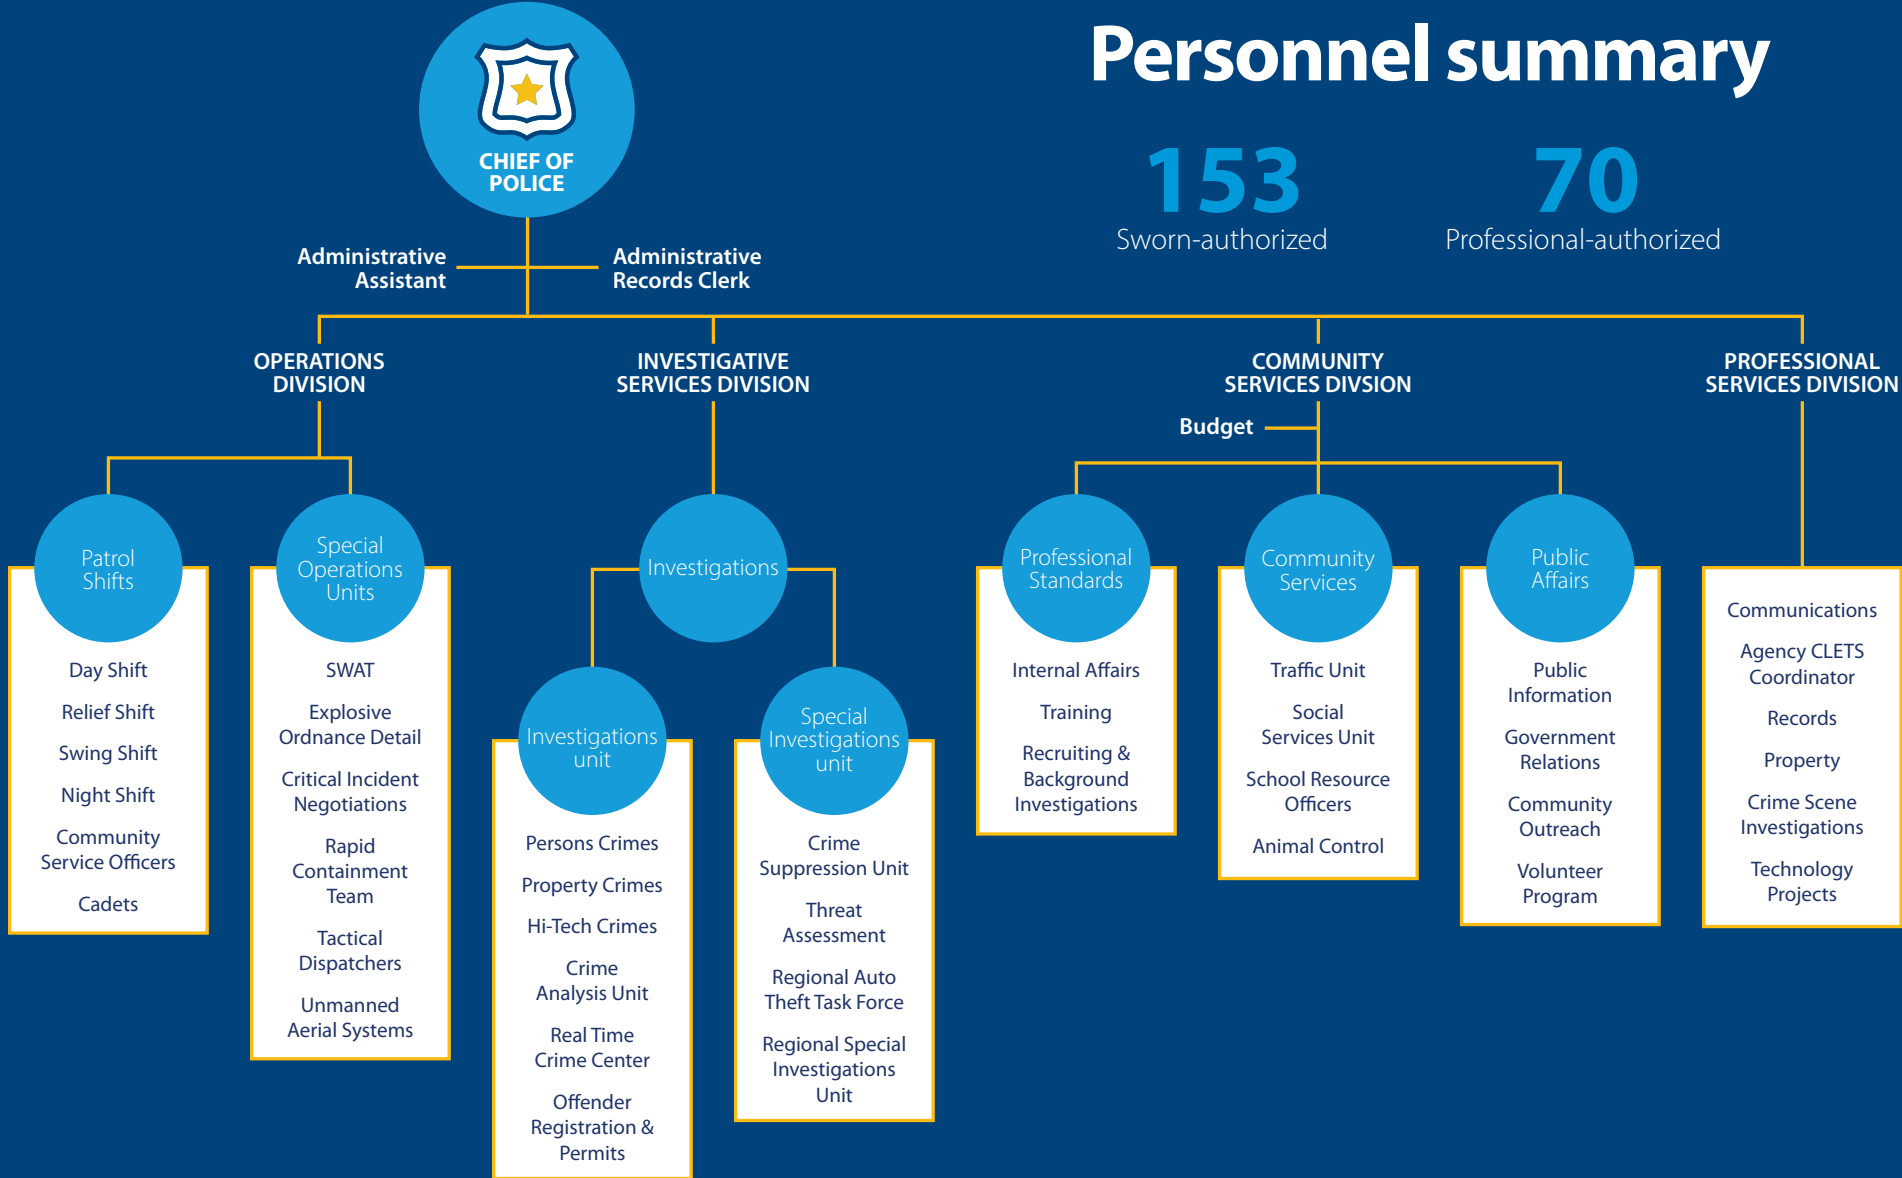 Personnel summary
153
Sworn-authorized
70
Professional-authorized
CHIEF OF
POLICE
Administrative
Assistant
Administrative
Records Clerk
OPERATIONS
DIVISION
INVESTIGATIVE
SERVICES DIVISION
COMMUNITY
SERVICES DIVSION
PROFESSIONAL
SERVICES DIVISION
Budget
Patrol
Shifts
Day Shift
Relief Shift
Swing Shift
Night Shift
Community
Service Officers
Cadets
Special
Operations
Units
SWAT
Explosive
Ordnance Detail
Critical Incident
Negotiations
Rapid
Containment
Team
Tactical
Dispatchers
Unmanned
Aerial Systems
Investigations
Investigations
unit
Persons Crimes
Property Crimes
Hi-Tech Crimes
Crime
Analysis Unit
Real Time
Crime Center
Offender
Registration &
Permits
Special
Investigations
unit
Crime
Suppression Unit
Threat
Assessment
Regional Auto
Theft Task Force
Regional Special
Investigations
Unit
Professional
Standards
Internal Affairs
Training
Recruiting &
Background
Investigations
Community
Services
Traffic Unit
Social
Services Unit
School Resource
Officers
Animal Control
Public
Affairs
Public
Information
Government
Relations
Community
Outreach
Volunteer
Program
Communications
Agency CLETS
Coordinator
Records
Property
Crime Scene
Investigations
Technology
Projects